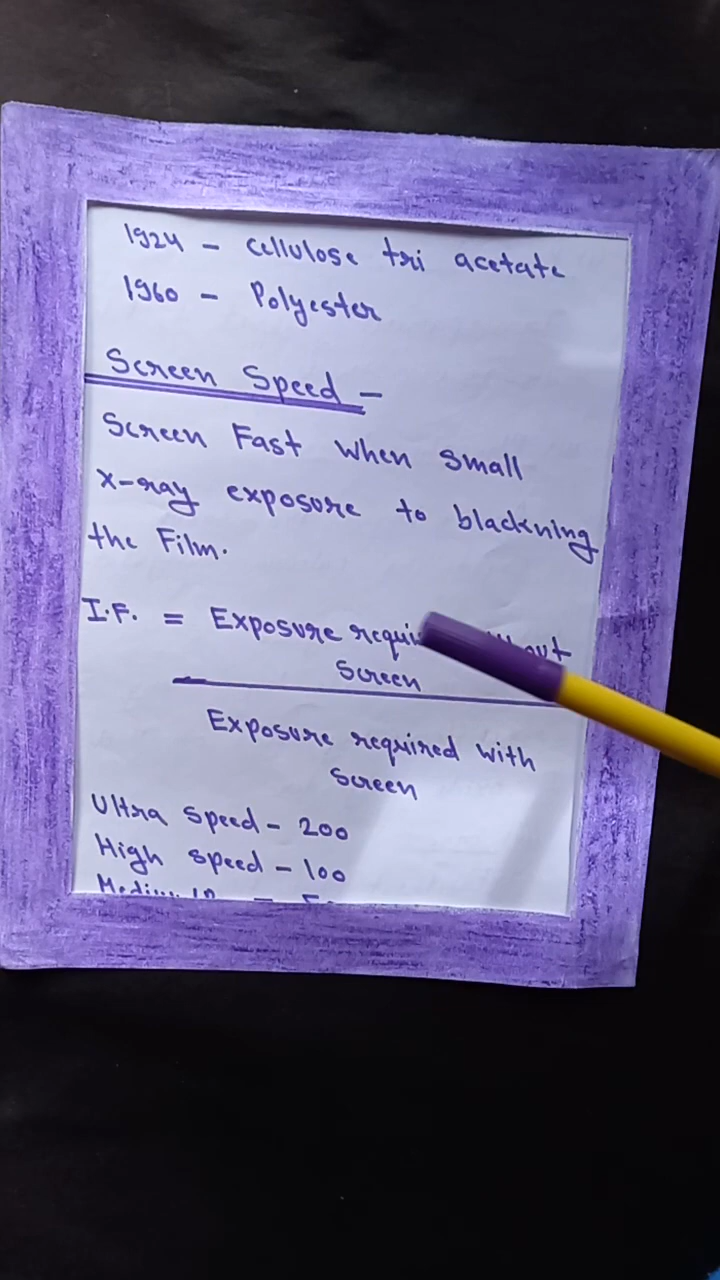 1924 - Cellulose tri acetate
1960 - Polyester
Screen Speed -
Screen Fast when small
x-ray exposure to blackning
the Film.
I.F. = Exposure
Screen
Exposure required with
Screen
Ultra speed - 200
High speed - 100